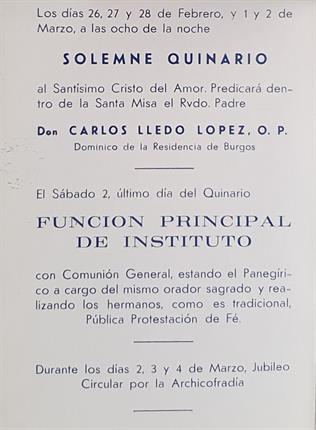 Los días 26, 27 y 28 de Febrero, y 1 y 2 de
Marzo, a las ocho de la noche
SOLEMNE QUINARIO
al Santísimo Cristo del Amor. Predicará den-
tro de la Santa Misa el Rvdo. Padre
Don CARLOS LLEDO LOPEZ, O. P.
Dominico de la Residencia de Burgos
El Sábado 2, último día del Quinario
FUNCION PRINCIPAL
DE INSTITUTO
con Comunión General, estando el Panegíri-
co a cargo del mismo orador sagrado y rea-
lizando los hermanos, como es tradicional,
Pública Protestación de Fé.
Durante los días 2, 3 y 4 de Marzo, Jubileo
Circular por la Archicofradía